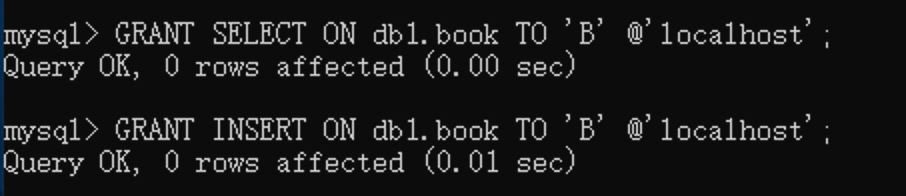 mysql> GRANT SELECT ON db1.book TO 'B' @'localhost';
Query OK, 0 rows affected (0.00 sec)
mysql> GRANT INSERT ON db1.book TO 'B' @'localhost';
Query OK, 0 rows affected (0.01 sec)